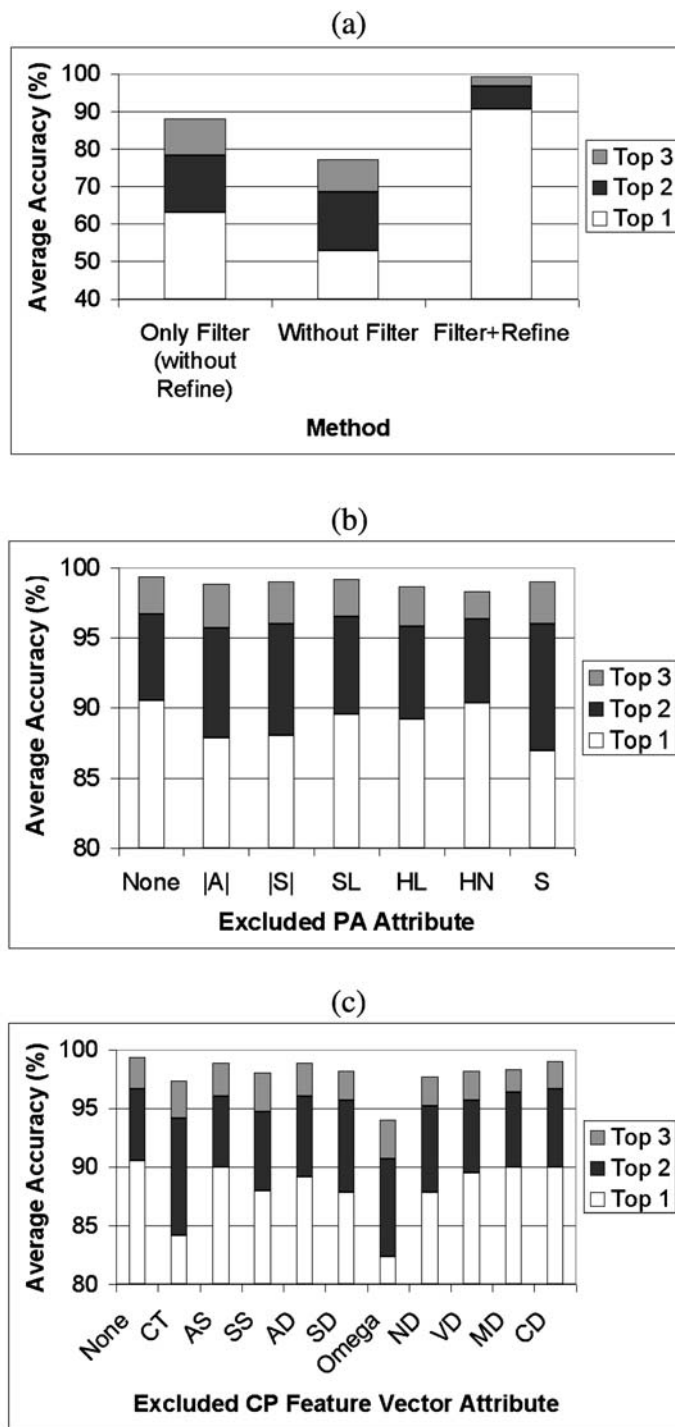 (a)
Average Accuracy (%)
100
90
80
70
60
50
40
Only Filter
(without
Refine)
Without Filter
Filter+Refine
Method
Top 3
Top 2
Top 1
(b)
Average Accuracy (%)
100
95
90
85
80
None |A| |S| SL HL HN S
Excluded PA Attribute
Top 3
Top 2
Top 1
(c)
Average Accuracy (%)
100
95
90
85
80
None CT AS SS AD SD Omega ND VD MD CD
Excluded CP Feature Vector Attribute
Top 3
Top 2
Top 1